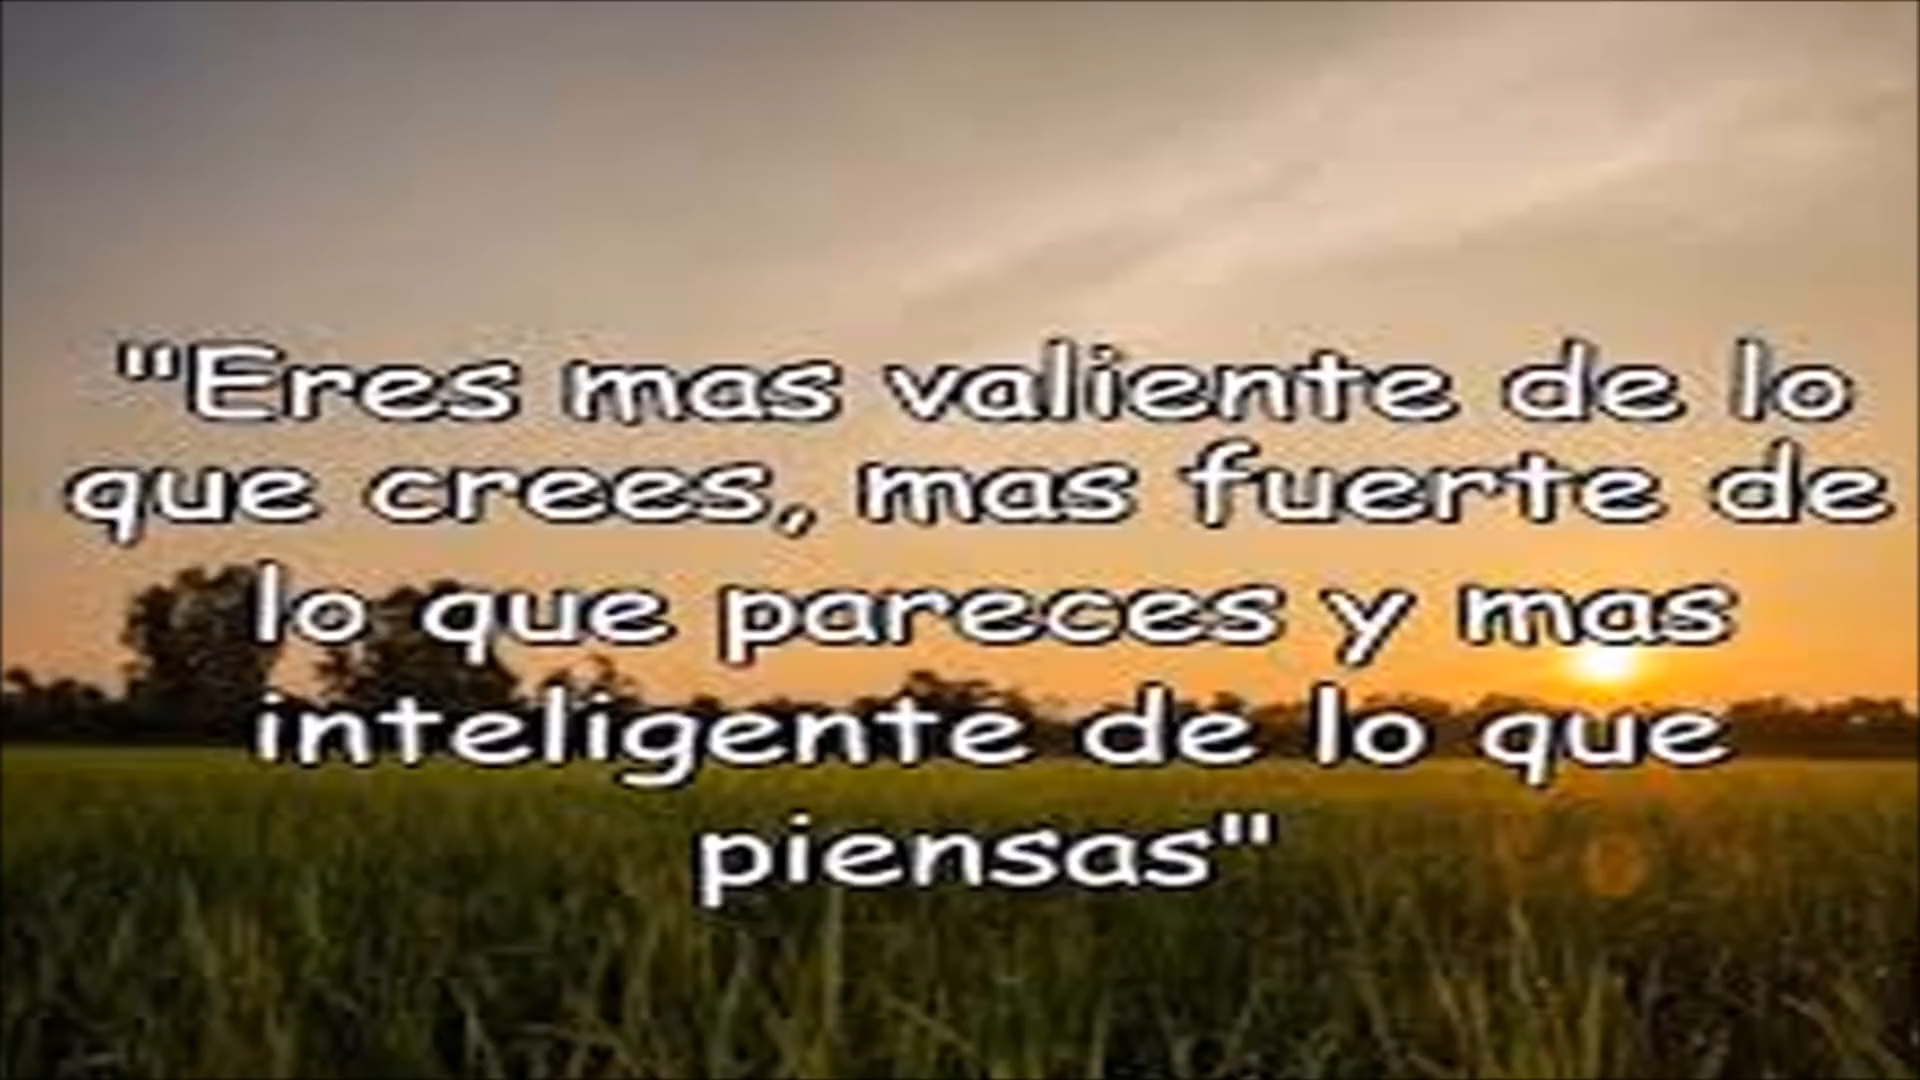 "Eres mas valiente de lo
que crees, mas fuerte de
lo que pareces y mas
inteligente de lo que
piensas"